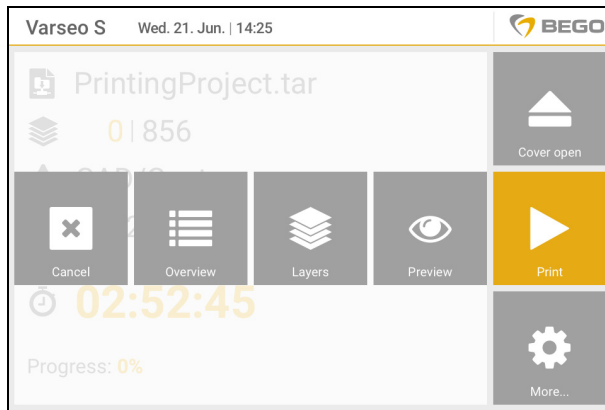 Varseo S Wed. 21. Jun. | 14:25 BEGO
PrintingProject.tar
0 | 856
Cover open
Cancel Overview Layers Preview Print
02:52:45
Progress: 0%
More...